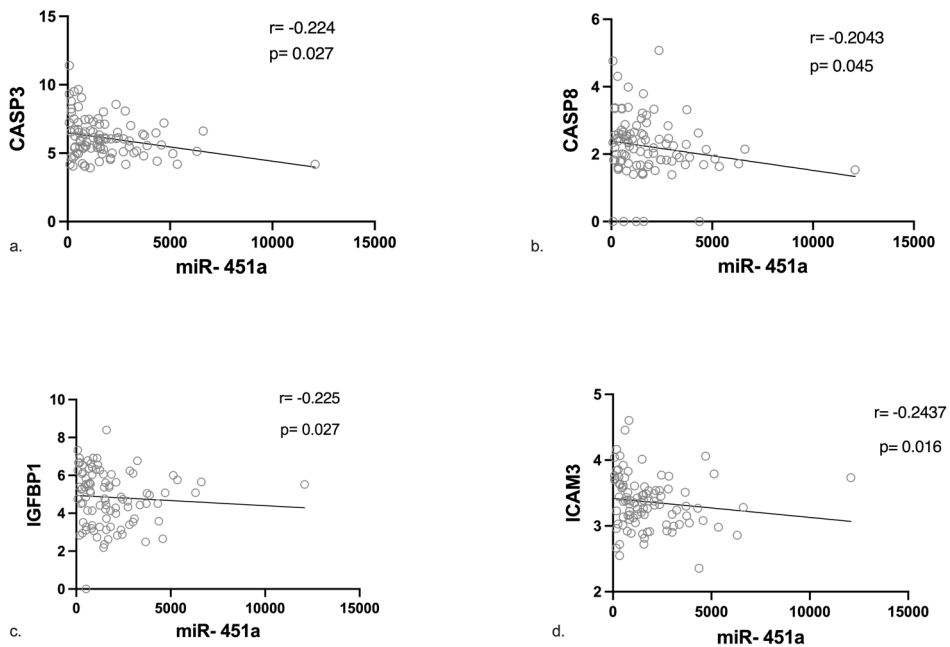 15
10
5
0
CASP3
r= -0.224
p= 0.027
0 5000 10000 15000
miR- 451a
a.
6
4
2
0
CASP8
r= -0.2043
p= 0.045
0 5000 10000 15000
miR- 451a
b.
10
8
6
4
2
0
IGFBP1
r= -0.225
p= 0.027
0 5000 10000 15000
miR- 451a
c.
5
4
3
2
ICAM3
r= -0.2437
p= 0.016
0 5000 10000 15000
miR- 451a
d.